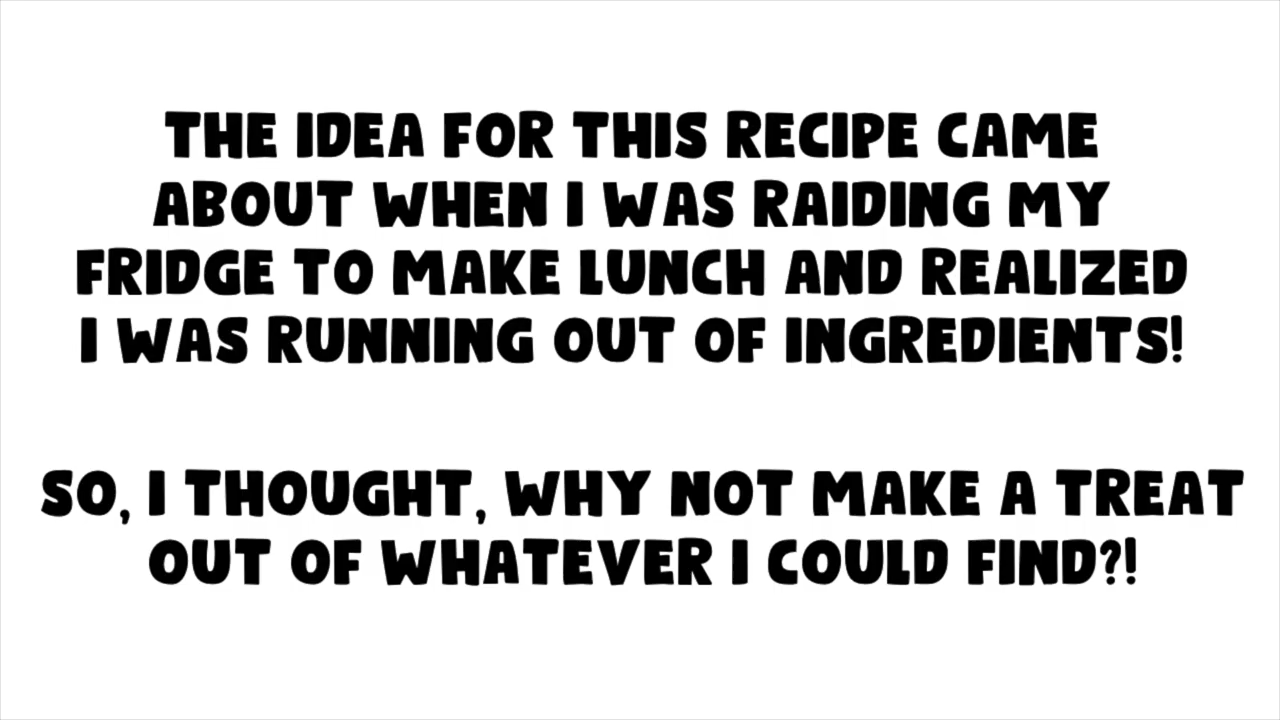 THE IDEA FOR THIS RECIPE CAME
ABOUT WHEN I WAS RAIDING MY
FRIDGE TO MAKE LUNCH AND REALIZED
I WAS RUNNING OUT OF INGREDIENTS!
SO, I THOUGHT, WHY NOT MAKE A TREAT
OUT OF WHATEVER I COULD FIND?!